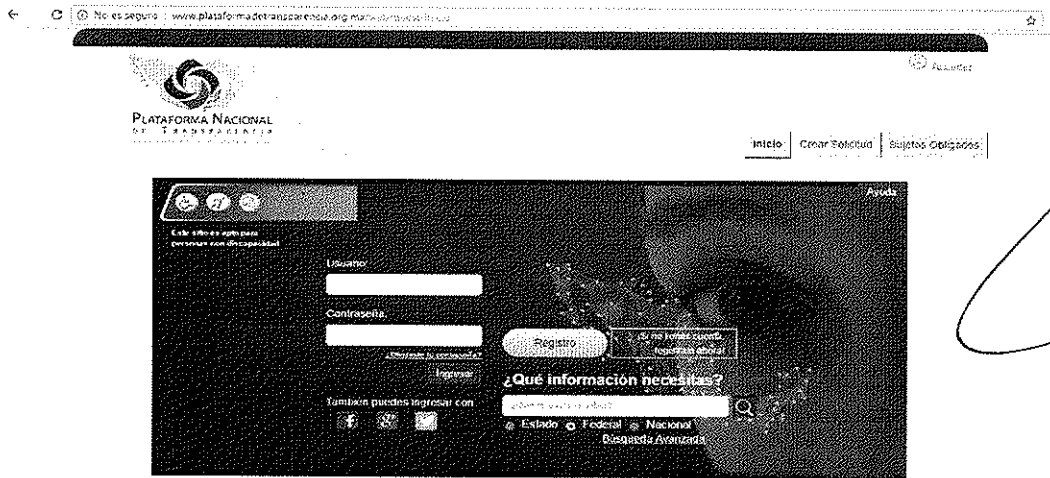 No es seguro | www.plataformadetransparencia.org.mx
Acceder
PLATAFORMA NACIONAL
DE TRANSPARENCIA
Inicio Crear Solicitud Sujetos Obligados
Ayuda
Este sitio es apto para
personas con discapacidad
Usuario:
Contraseña:
¿Olvidaste tu contraseña?
Ingresar
También puedes ingresar con
Registro
¡Si no tienes cuenta,
regístrate ahora!
¿Qué información necesitas?
Estado Federal Nacional
Búsqueda Avanzada